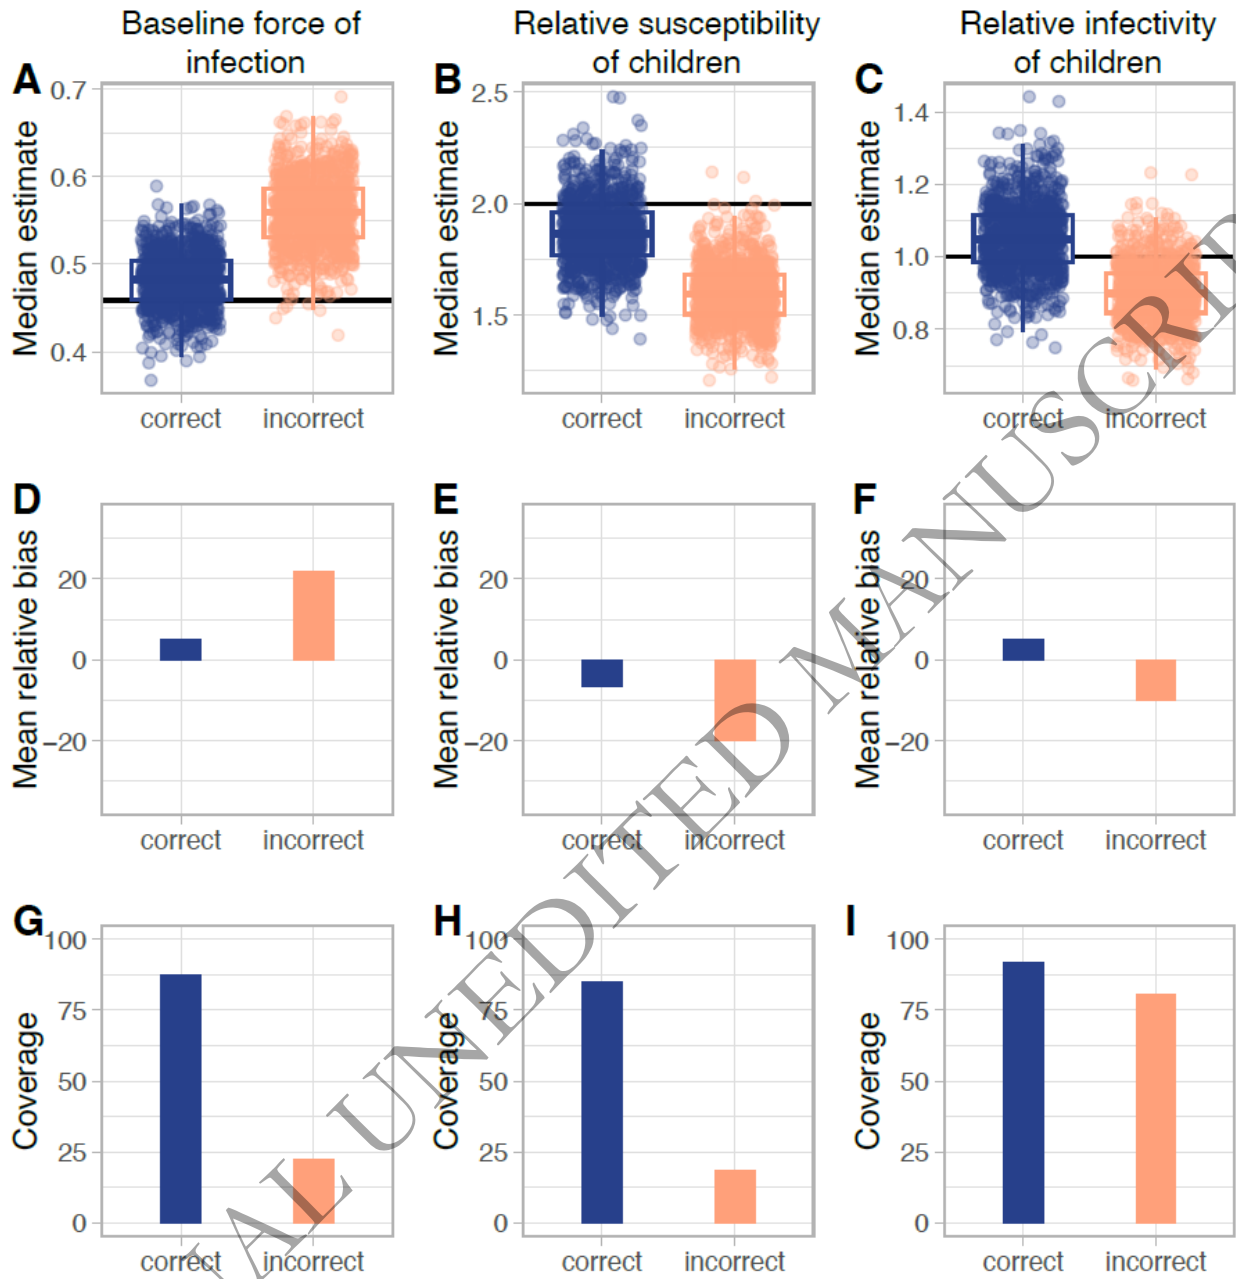 Baseline force of
infection
Relative susceptibility
of children
Relative infectivity
of children
A
Median estimate
0.7
0.6
0.5
0.4
correct incorrect
B
Median estimate
2.5
2.0
1.5
correct incorrect
C
Median estimate
1.4
1.2
1.0
0.8
correct incorrect
D
Mean relative bias
20
0
−20
correct incorrect
E
Mean relative bias
20
0
−20
correct incorrect
F
Mean relative bias
20
0
−20
correct incorrect
G
Coverage
100
75
50
25
0
correct incorrect
H
Coverage
100
75
50
25
0
correct incorrect
I
Coverage
100
75
50
25
0
correct incorrect
UNEDITED MANUSCRIP